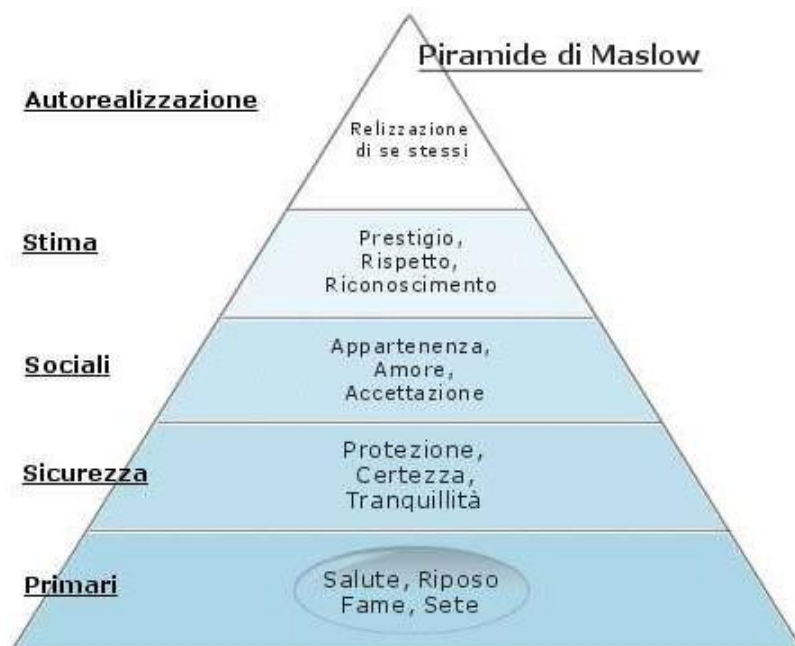 Piramide di Maslow
Autorealizzazione
Relizzazione
di se stessi
Stima
Prestigio,
Rispetto,
Riconoscimento
Sociali
Appartenenza,
Amore,
Accettazione
Sicurezza
Protezione,
Certezza,
Tranquillità
Primari
Salute, Riposo
Fame, Sete